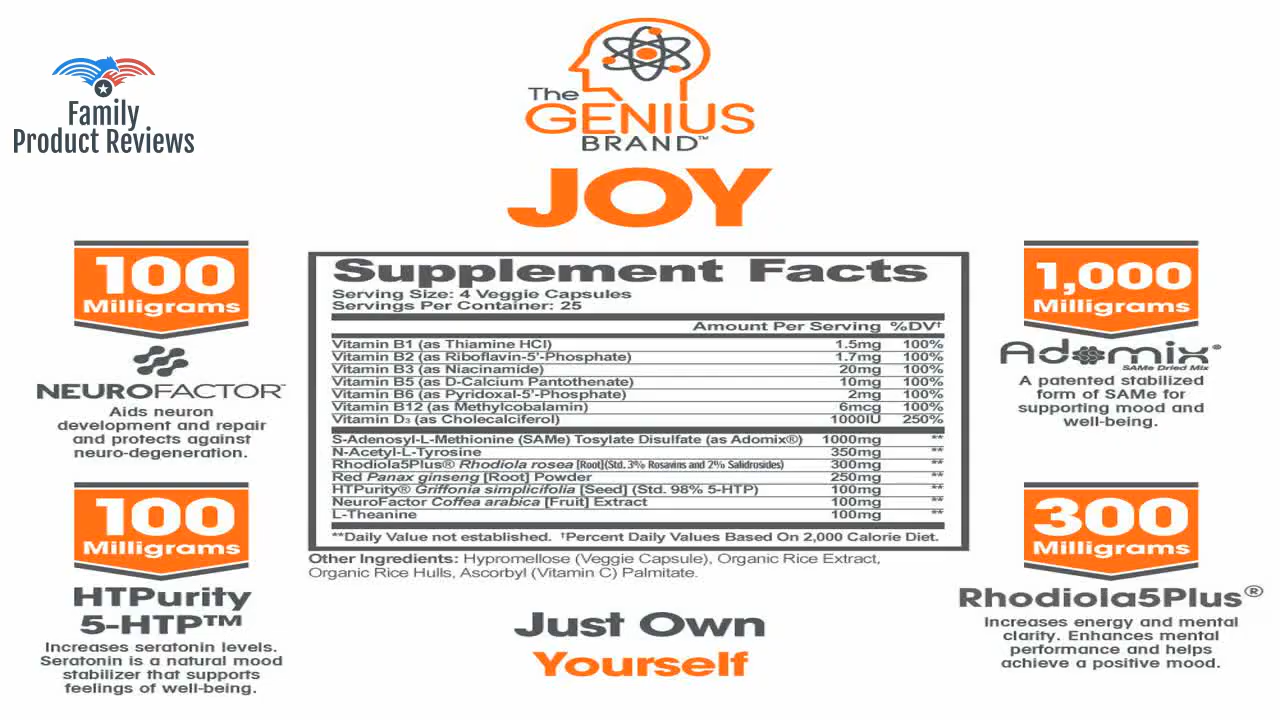 Family
Product Reviews
The
GENIUS
BRAND™
JOY
100
Milligrams
NEUROFACTOR™
Aids neuron
development and repair
and protects against
neuro-degeneration.
100
Milligrams
HTPurity
5-HTP™
Increases seratonin levels.
Seratonin is a natural mood
stabilizer that supports
feelings of well-being.
Supplement Facts
Serving Size: 4 Veggie Capsules
Servings Per Container: 25
Amount Per Serving %DV†
Vitamin B1 (as Thiamine HCl) 1.5mg 100%
Vitamin B2 (as Riboflavin-5'-Phosphate) 1.7mg 100%
Vitamin B3 (as Niacinamide) 20mg 100%
Vitamin B5 (as D-Calcium Pantothenate) 10mg 100%
Vitamin B6 (as Pyridoxal-5'-Phosphate) 2mg 100%
Vitamin B12 (as Methylcobalamin) 6mcg 100%
Vitamin D3 (as Cholecalciferol) 1000IU 250%
S-Adenosyl-L-Methionine (SAMe) Tosylate Disulfate (as Adomix®) 1000mg **
N-Acetyl-L-Tyrosine 350mg **
Rhodiola5Plus® Rhodiola rosea [Root](Std. 3% Rosavins and 2% Salidrosides) 300mg **
Red Panax ginseng [Root] Powder 250mg **
HTPurity® Griffonia simplicifolia [Seed] (Std. 98% 5-HTP) 100mg **
NeuroFactor Coffea arabica [Fruit] Extract 100mg **
L-Theanine 100mg **
**Daily Value not established. †Percent Daily Values Based On 2,000 Calorie Diet.
Other Ingredients: Hypromellose (Veggie Capsule), Organic Rice Extract,
Organic Rice Hulls, Ascorbyl (Vitamin C) Palmitate.
Just Own
Yourself
1,000
Milligrams
Adomix®
SAMe Dried Mix
A patented stabilized
form of SAMe for
supporting mood and
well-being.
300
Milligrams
Rhodiola5Plus®
Increases energy and mental
clarity. Enhances mental
performance and helps
achieve a positive mood.